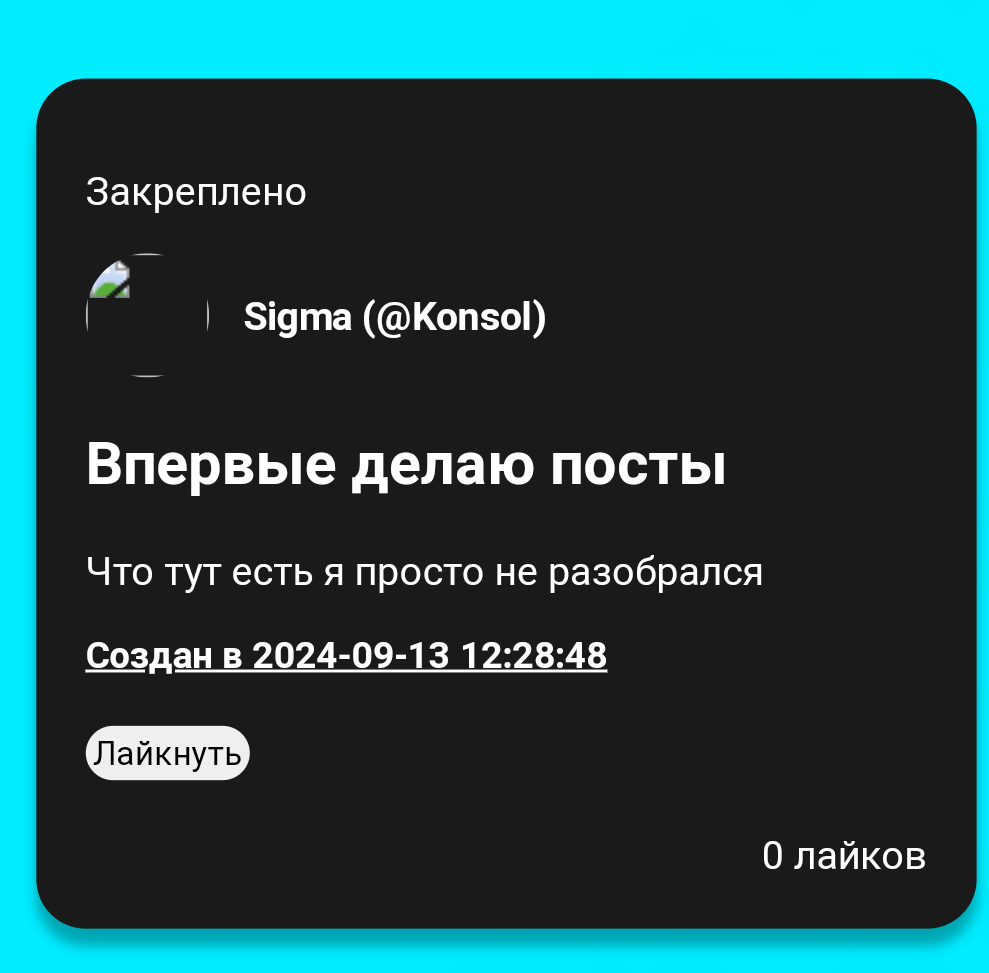 Закреплено
Sigma (@Konsol)
Впервые делаю посты
Что тут есть я просто не разобрался
Создан в 2024-09-13 12:28:48
Лайкнуть
0 лайков